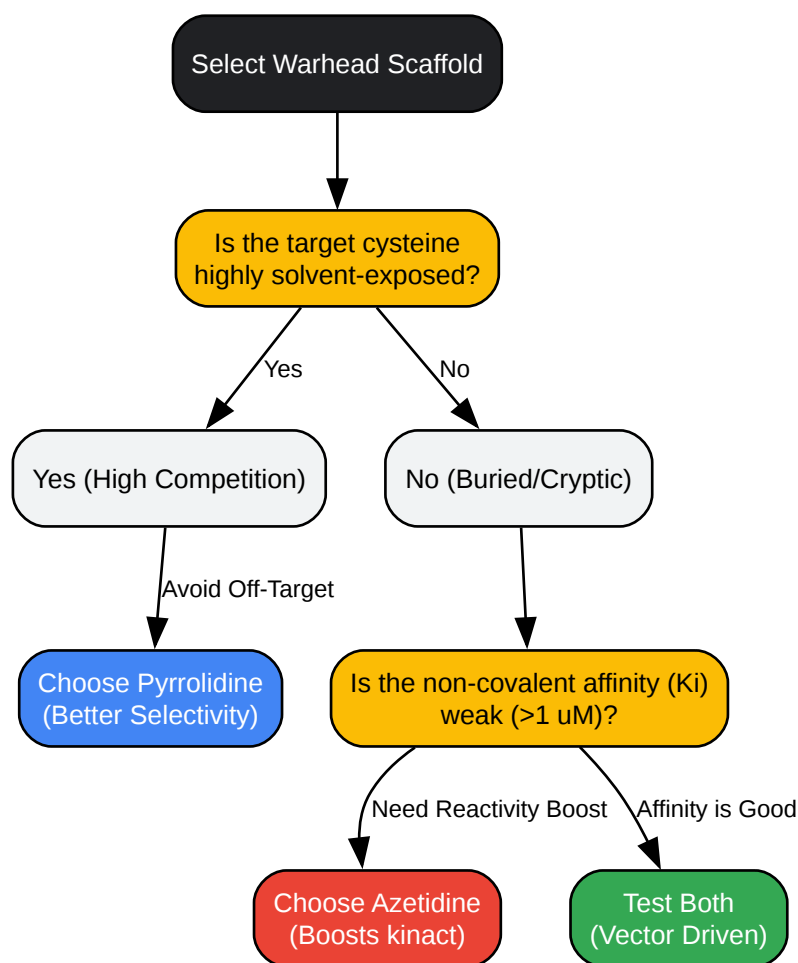 Select Warhead Scaffold
Is the target cysteine
highly solvent-exposed?
Yes
No
Yes (High Competition)
No (Buried/Cryptic)
Avoid Off-Target
Choose Pyrrolidine
(Better Selectivity)
Is the non-covalent affinity (Ki)
weak (>1 uM)?
Need Reactivity Boost
Affinity is Good
Choose Azetidine
(Boosts kinact)
Test Both
(Vector Driven)